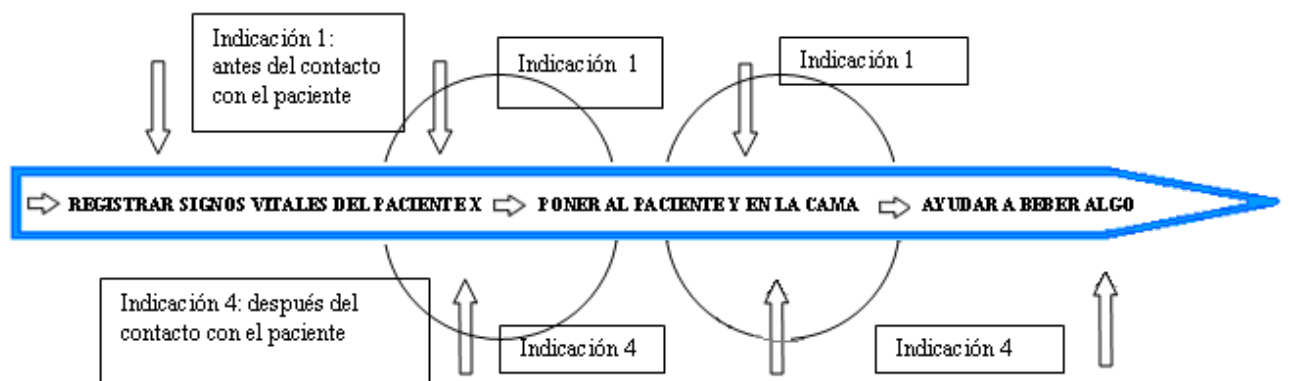 Indicación 1:
antes del contacto
con el paciente
Indicación 1
Indicación 1
REGISTRAR SIGNOS VITALES DEL PACIENTE X
PONER AL PACIENTE Y EN LA CAMA
AYUDAR A BEBER ALGO
Indicación 4: después del
contacto con el paciente
Indicación 4
Indicación 4